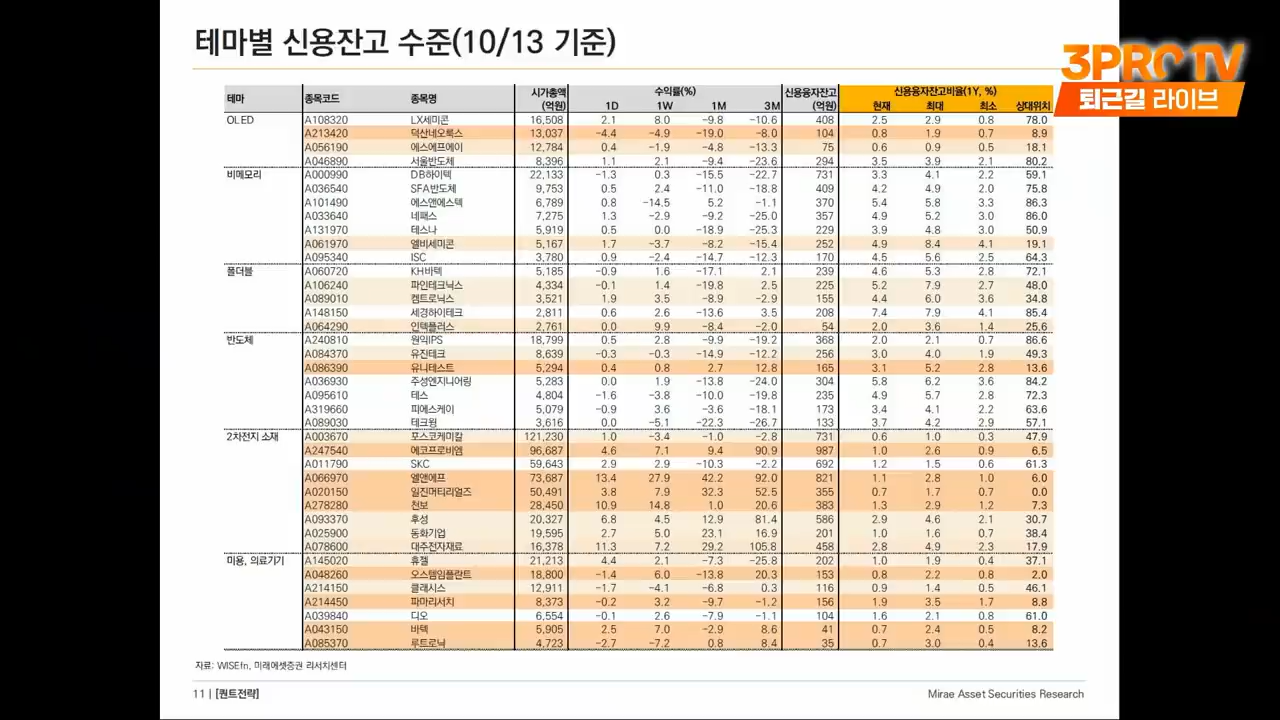 테마별 신용잔고 수준(10/13 기준)
3PROTV
퇴근길 라이브
테마 종목코드 종목명 시가총액 (억원) 수익률(%) 1D 1W 1M 3M 신용융자잔고 (억원) 신용융자잔고비율(1Y, %) 현재 최대 최소 상대위치
OLED A108320 LX세미콘 16,508 2.1 8.0 −9.8 −10.6 408 2.5 2.9 0.8 78.0
A213420 덕산네오룩스 13,037 −4.4 −4.9 −19.0 −8.0 104 0.8 1.9 0.7 8.9
A056190 에스에프에이 12,784 0.4 −1.9 −4.8 −13.3 75 0.6 0.9 0.5 18.1
A046890 서울반도체 8,396 1.1 2.1 −9.4 −23.6 294 3.5 3.9 2.1 80.2
비메모리 A000990 DB하이텍 22,133 −1.3 0.3 −15.5 −22.7 731 3.3 4.1 2.2 59.1
A036540 SFA반도체 9,753 0.5 2.4 −11.0 −18.8 409 4.2 4.9 2.0 75.8
A101490 에스앤에스텍 6,789 0.8 −14.5 5.2 −1.1 370 5.4 5.8 3.3 86.3
A033640 네패스 7,275 1.3 −2.9 −9.2 −25.0 357 4.9 5.2 3.0 86.0
A131970 테스나 5,919 0.5 0.0 −18.9 −25.3 229 3.9 4.8 3.0 50.9
A061970 엘비세미콘 5,167 1.7 −3.7 −8.2 −15.4 252 4.9 8.4 4.1 19.1
A095340 ISC 3,780 0.9 −2.4 −14.7 −12.3 170 4.5 5.6 2.5 64.3
폴더블 A060720 KH바텍 5,185 −0.9 1.6 −17.1 2.1 239 4.6 5.3 2.8 72.1
A106240 파인테크닉스 4,334 −0.1 1.4 −19.8 2.5 225 5.2 7.9 2.7 48.0
A089010 켐트로닉스 3,521 1.9 3.5 −8.9 −2.9 155 4.4 6.0 3.6 34.8
A148150 세경하이테크 2,811 0.6 2.6 −13.6 3.5 208 7.4 7.9 4.1 85.4
A064290 인텍플러스 2,761 0.0 9.9 −8.4 −2.0 54 2.0 3.6 1.4 25.6
반도체 A240810 원익IPS 18,799 0.5 2.8 −9.9 −19.2 368 2.0 2.1 0.7 86.6
A084370 유진테크 8,639 −0.3 −0.3 −14.9 −12.2 256 3.0 4.0 1.9 49.3
A086390 유니테스트 5,294 0.4 0.8 2.7 12.8 165 3.1 5.2 2.8 13.6
A036930 주성엔지니어링 5,283 0.0 1.9 −13.8 −24.0 304 5.8 6.2 3.6 84.2
A095610 테스 4,804 −1.6 −3.8 −10.0 −19.8 235 4.9 5.7 2.8 72.3
A319660 피에스케이 5,079 −0.9 3.6 −3.6 −18.1 173 3.4 4.1 2.2 63.6
A089030 테크윙 3,616 0.0 −5.1 −22.3 −26.7 133 3.7 4.2 2.9 57.1
2차전지 소재 A003670 포스코케미칼 121,230 1.0 −3.4 −1.0 −2.8 731 0.6 1.0 0.3 47.9
A247540 에코프로비엠 96,687 4.6 7.1 9.4 90.9 987 1.0 2.6 0.9 6.5
A011790 SKC 59,643 2.9 2.9 −10.3 −2.2 692 1.2 1.5 0.6 61.3
A066970 엘앤에프 73,687 13.4 27.9 42.2 92.0 821 1.1 2.8 1.0 6.0
A020150 일진머티리얼즈 50,491 3.8 7.9 32.3 52.5 355 0.7 1.7 0.7 0.0
A278280 천보 28,450 10.9 14.8 1.0 20.6 383 1.3 2.9 1.2 7.3
A093370 후성 20,327 6.8 4.5 12.9 81.4 586 2.9 4.6 2.1 30.7
A025900 동화기업 19,595 2.7 5.0 23.1 16.9 201 1.0 1.6 0.7 38.4
A078600 대주전자재료 16,378 11.3 7.2 29.2 105.8 458 2.8 4.9 2.3 17.9
미용, 의료기기 A145020 휴젤 21,213 4.4 2.1 −7.3 −25.8 202 1.0 1.9 0.4 37.1
A048260 오스템임플란트 18,800 −1.4 6.0 −13.8 20.3 153 0.8 2.2 0.8 2.0
A214150 클래시스 12,911 −1.7 −4.1 −6.8 0.3 116 0.9 1.4 0.5 46.1
A214450 파마리서치 8,373 −0.2 3.2 −9.7 −1.2 156 1.9 3.5 1.7 8.8
A039840 디오 6,554 −0.1 2.6 −7.9 −1.1 104 1.6 2.1 0.8 61.0
A043150 바텍 5,905 2.5 7.0 −2.9 8.6 41 0.7 2.4 0.5 8.2
A085370 루트로닉 4,723 −2.7 −7.2 0.8 8.4 35 0.7 3.0 0.4 13.6
자료: WISEfn, 미래에셋증권 리서치센터
11 | [퀀트전략] Mirae Asset Securities Research